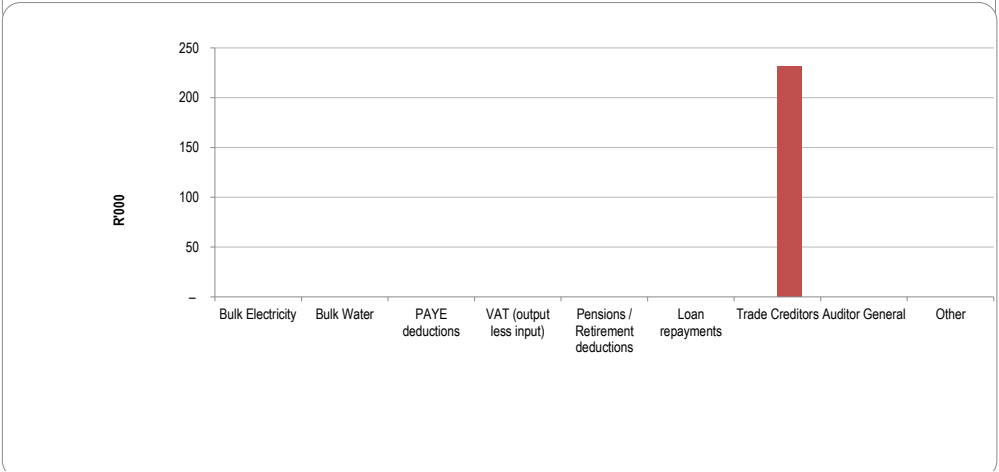 250
200
150
100
50
–
R'000
Bulk Electricity
Bulk Water
PAYE
deductions
VAT (output
less input)
Pensions /
Retirement
deductions
Loan
repayments
Trade Creditors
Auditor General
Other